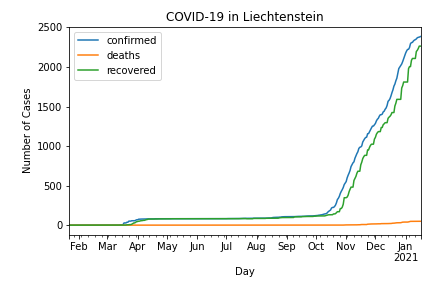 COVID-19 in Liechtenstein
confirmed
deaths
recovered
Number of Cases
2500
2000
1500
1000
500
0
Feb Mar Apr May Jun Jul Aug Sep Oct Nov Dec Jan
2021
Day